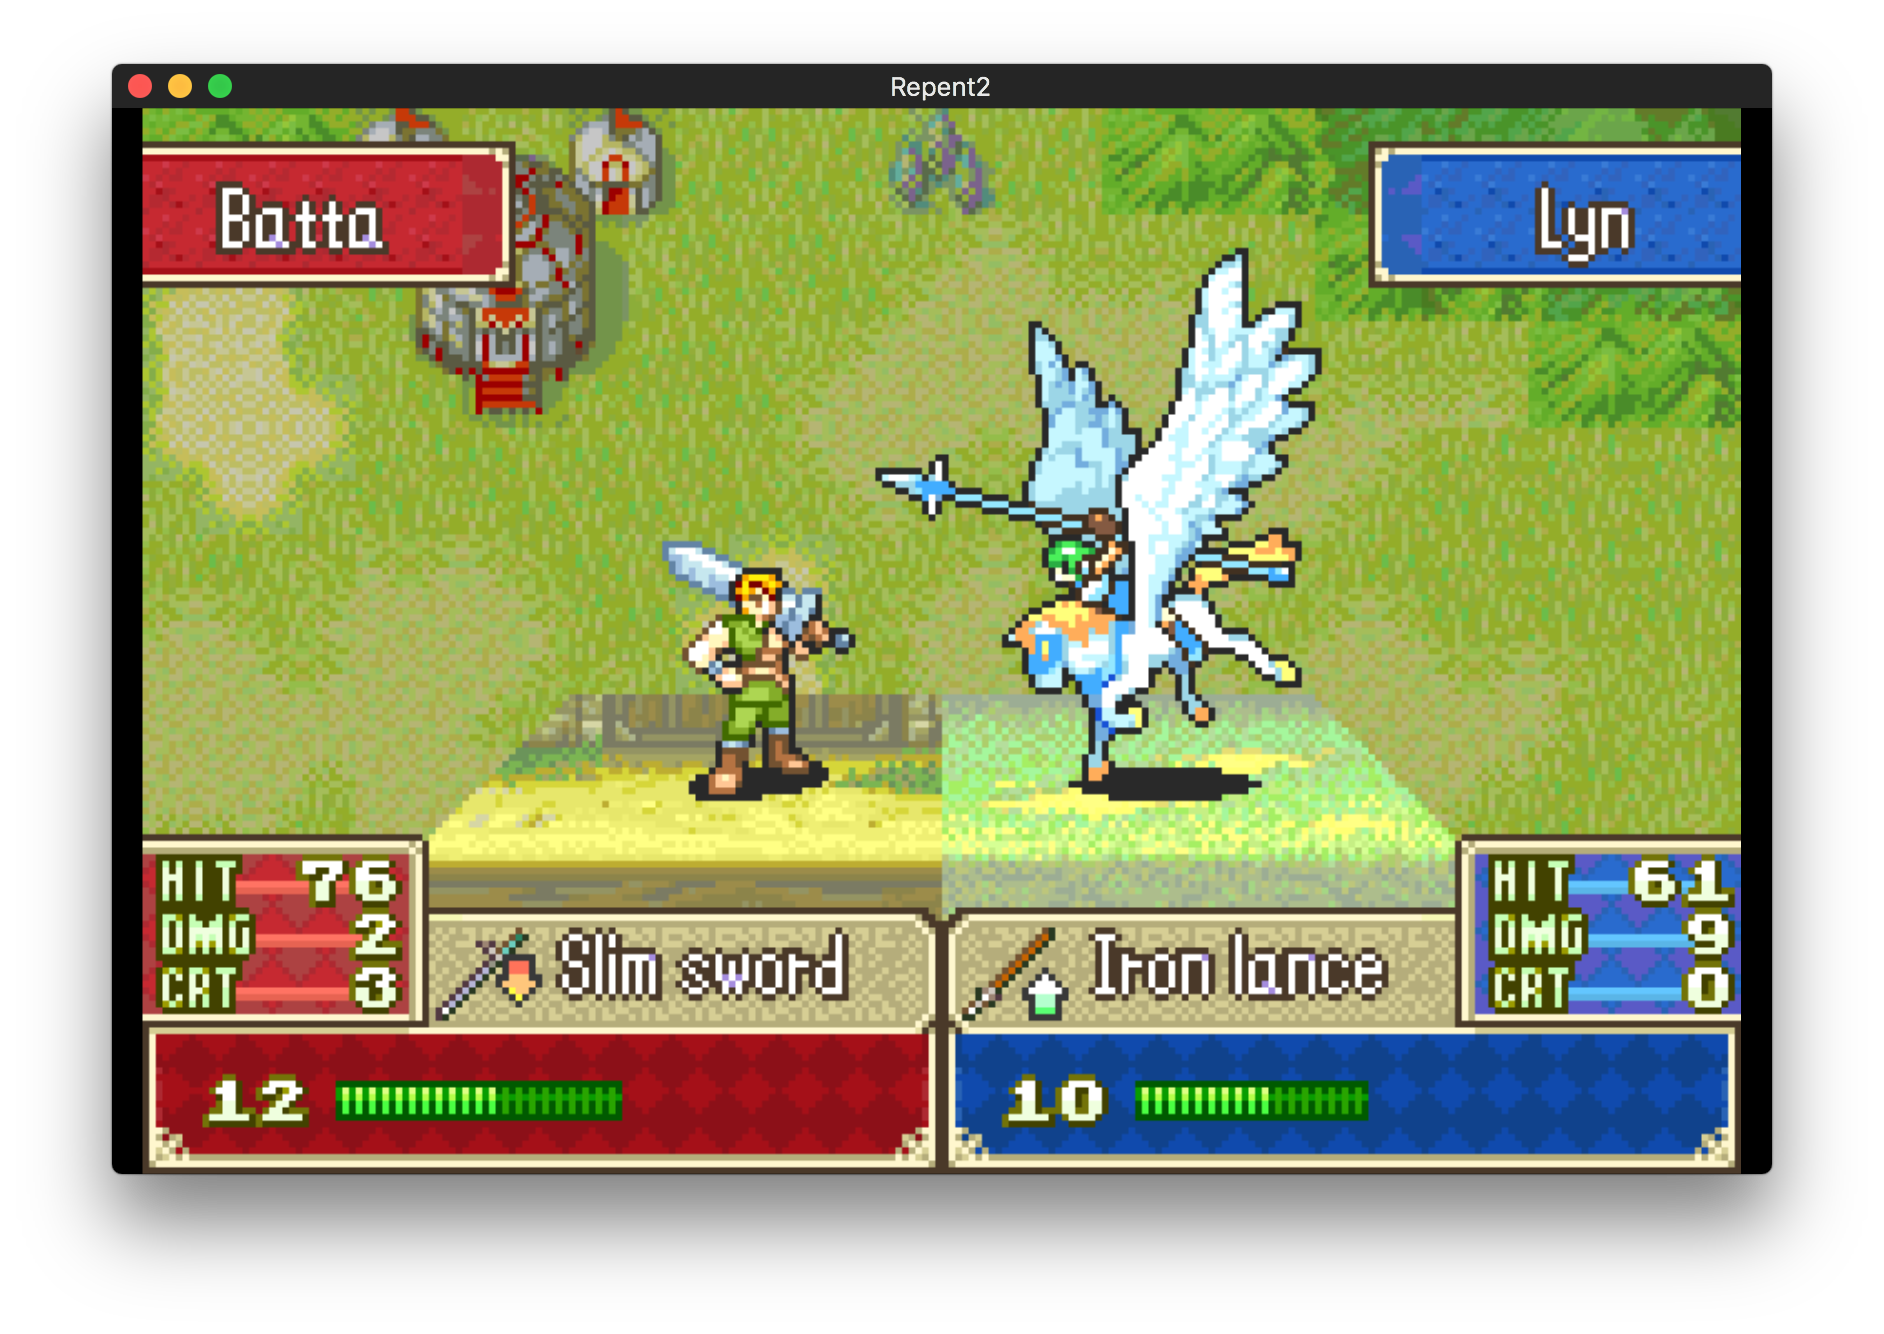 Repent2
Batta
Lyn
HIT 76
DMG 2
CRT 3
Slim sword
Iron lance
HIT 61
DMG 9
CRT 0
12
10